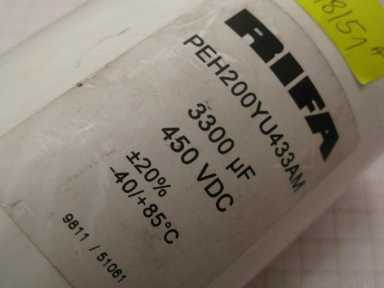 RIFA
PEH200YU433AM
3300 µF
450 VDC
±20%
-40/+85°C
9811 / 51061